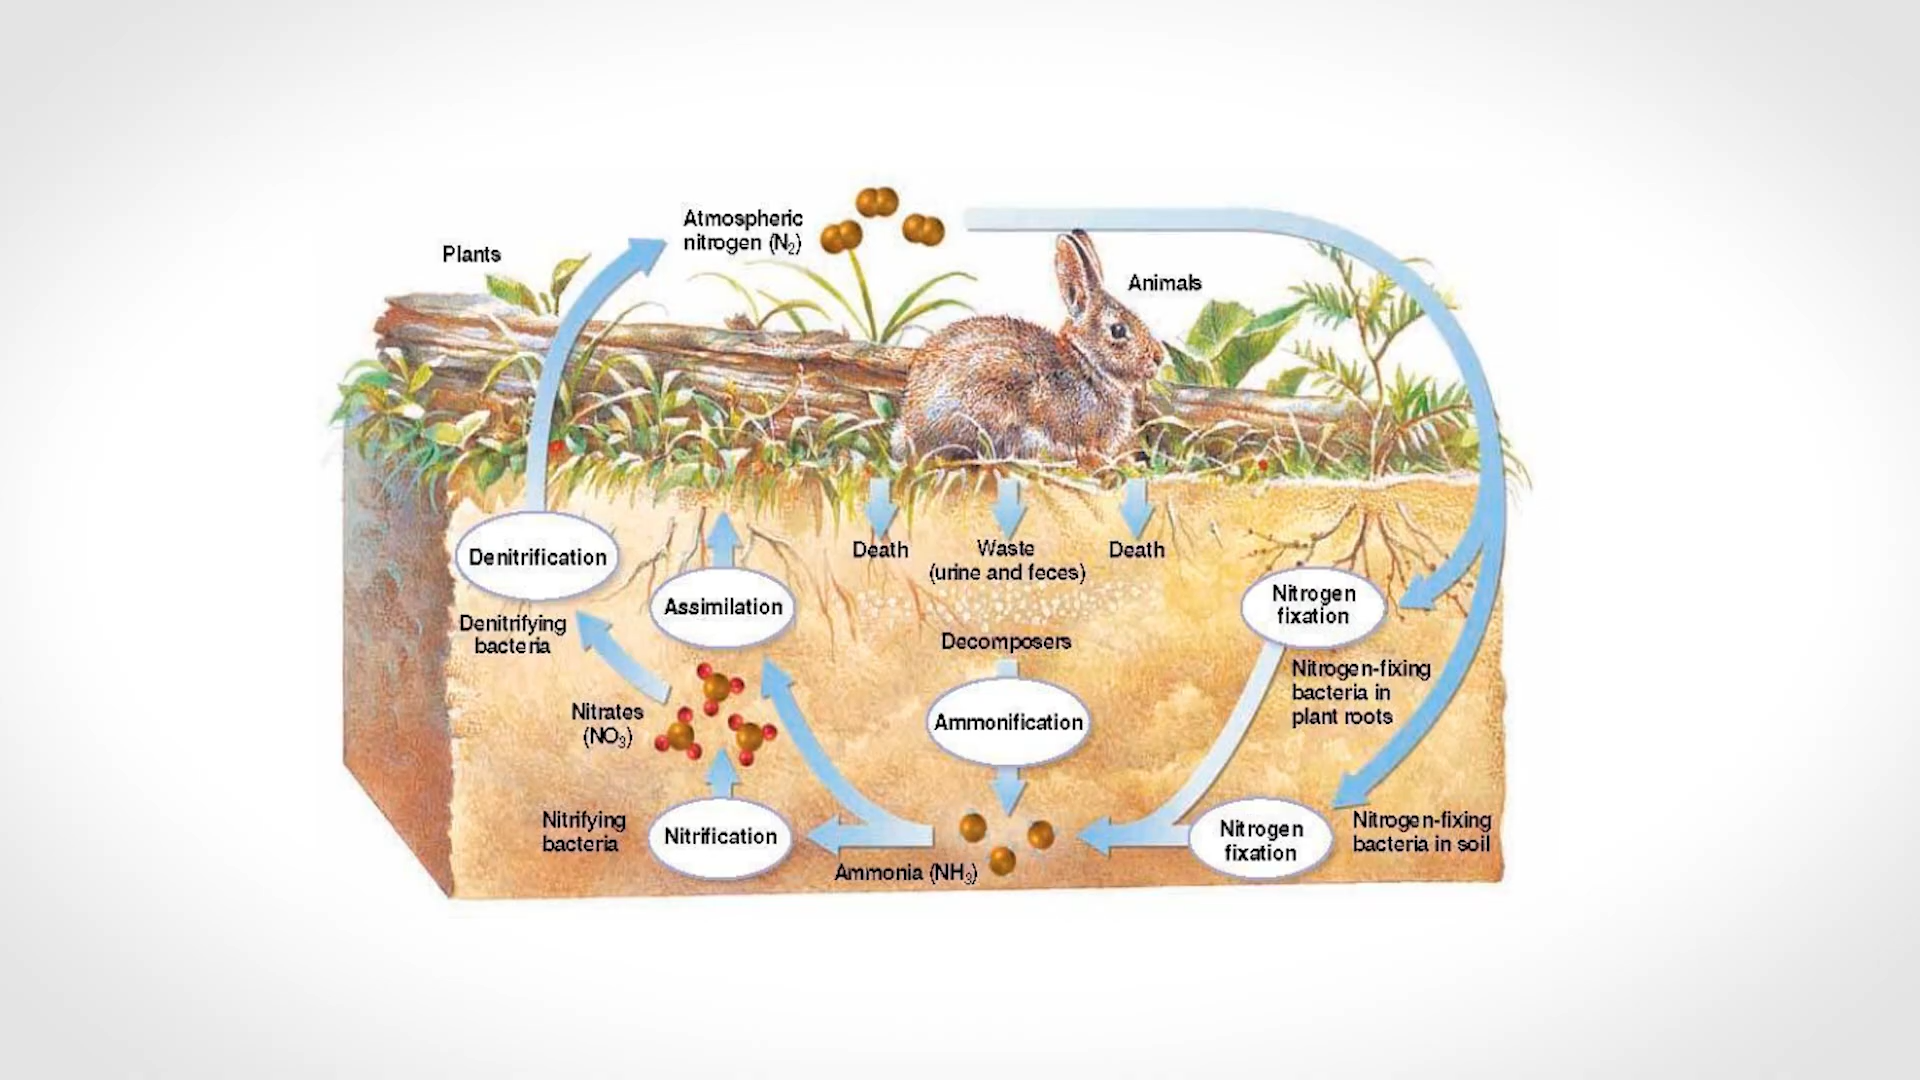 Atmospheric
nitrogen (N₂)
Plants
Animals
Denitrification
Death
Waste
(urine and feces)
Death
Assimilation
Nitrogen
fixation
Denitrifying
bacteria
Decomposers
Nitrogen-fixing
bacteria in
plant roots
Nitrates
(NO₃)
Ammonification
Nitrifying
bacteria
Nitrification
Ammonia (NH₃)
Nitrogen
fixation
Nitrogen-fixing
bacteria in soil